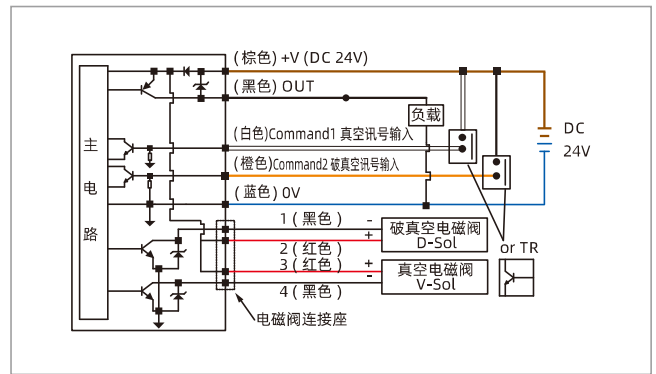 (棕色) +V (DC 24V)
(黑色) OUT
负载
(白色)Command1 真空讯号输入
(橙色)Command2 破真空讯号输入
(蓝色) 0V
DC
24V
主
电
路
1 (黑色)
-
+
破真空电磁阀
D-Sol
2 (红色)
3 (红色)
+
-
真空电磁阀
V-Sol
4 (黑色)
or TR
电磁阀连接座